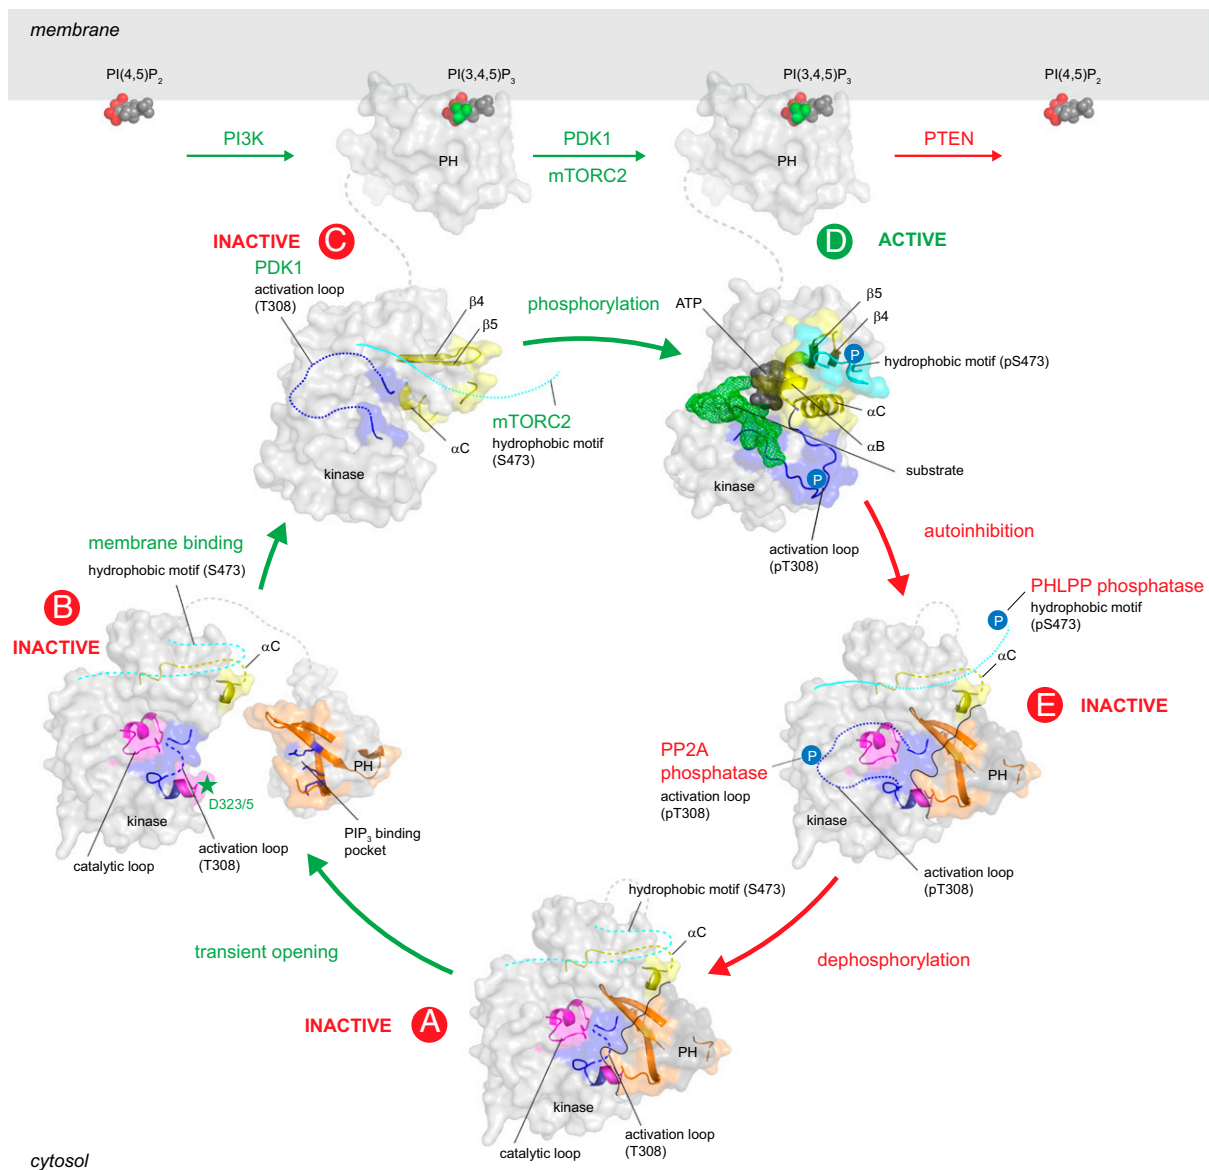 membrane
PI(4,5)P2
PI(3,4,5)P3
PI(3,4,5)P3
PI(4,5)P2
PI3K
PH
PDK1
mTORC2
PH
PTEN
INACTIVE
C
D
ACTIVE
PDK1
activation loop
(T308)
β4
β5
phosphorylation
ATP
β5
β4
P
hydrophobic motif (pS473)
mTORC2
hydrophobic motif
(S473)
αC
kinase
αC
αB
substrate
kinase
P
activation loop
(pT308)
membrane binding
hydrophobic motif (S473)
autoinhibition
B
INACTIVE
αC
PHLPP phosphatase
hydrophobic motif
(pS473)
P
αC
E
INACTIVE
PH
D323/5
kinase
catalytic loop
activation loop
(T308)
PIP3 binding
pocket
PP2A
phosphatase
activation loop
(pT308)
P
PH
kinase
activation loop
(pT308)
transient opening
hydrophobic motif (S473)
αC
dephosphorylation
INACTIVE
A
PH
kinase
catalytic loop
activation loop
(T308)
cytosol